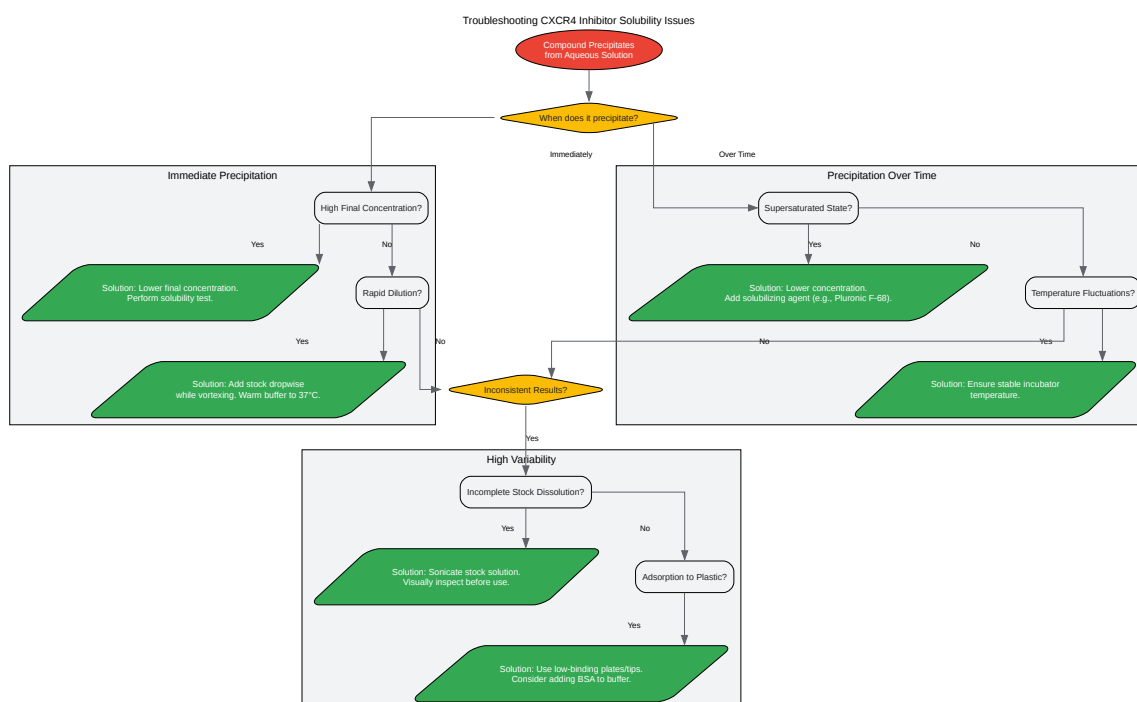 Troubleshooting CXCR4 Inhibitor Solubility Issues
Compound Precipitates
from Aqueous Solution
When does it precipitate?
Immediately
Over Time
Immediate Precipitation
High Final Concentration?
Yes
No
Solution: Lower final concentration.
Perform solubility test.
Rapid Dilution?
Yes
No
Solution: Add stock dropwise
while vortexing. Warm buffer to 37°C.
Precipitation Over Time
Supersaturated State?
Yes
No
Solution: Lower concentration.
Add solubilizing agent (e.g., Pluronic F-68).
Temperature Fluctuations?
No
Yes
Solution: Ensure stable incubator
temperature.
Inconsistent Results?
Yes
High Variability
Incomplete Stock Dissolution?
Yes
No
Solution: Sonicate stock solution.
Visually inspect before use.
Adsorption to Plastic?
Yes
Solution: Use low-binding plates/tips.
Consider adding BSA to buffer.